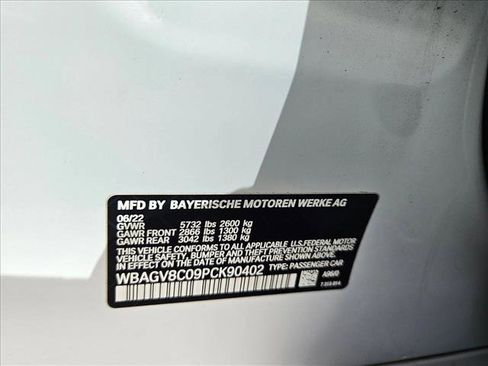 MFD BY BAYERISCHE MOTOREN WERKE AG
06/22
GVWR 5732 lbs 2600 kg
GAWR FRONT 2866 lbs 1300 kg
GAWR REAR 3042 lbs 1380 kg
THIS VEHICLE CONFORMS TO ALL APPLICABLE U.S. FEDERAL MOTOR
VEHICLE SAFETY, BUMPER, AND THEFT PREVENTION STANDARDS
IN EFFECT ON THE DATE OF MANUFACTURE SHOWN ABOVE.
WBAGV8C09PCK90402 TYPE: PASSENGER CAR
A96/0